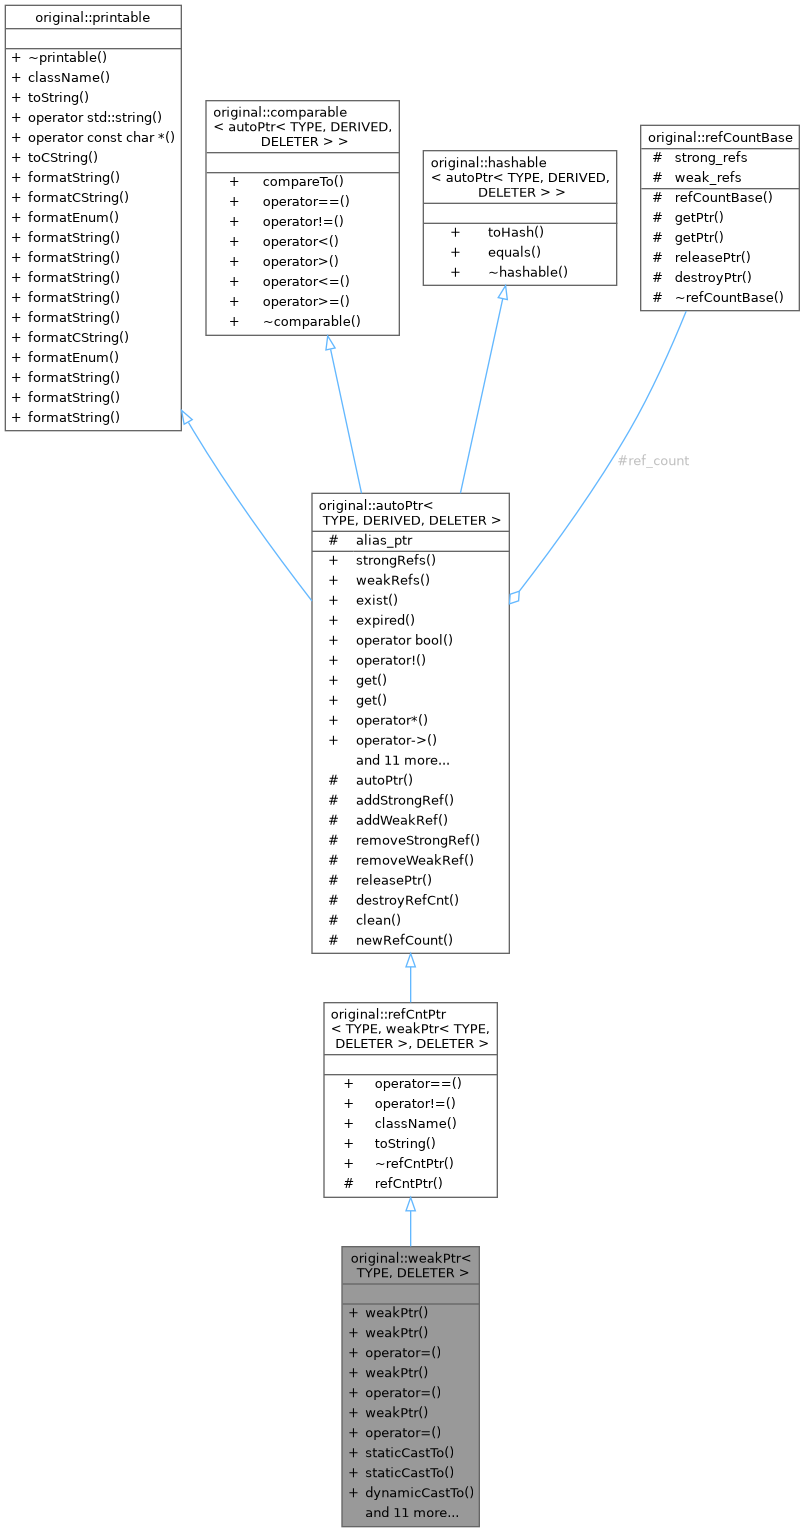 original::printable
+ ~printable()
+ className()
+ toString()
+ operator std::string()
+ operator const char *()
+ toCString()
+ formatString()
+ formatCString()
+ formatEnum()
+ formatString()
+ formatString()
+ formatString()
+ formatString()
+ formatString()
+ formatCString()
+ formatEnum()
+ formatString()
+ formatString()
+ formatString()
original::comparable
< autoPtr< TYPE, DERIVED,
DELETER > >
+ compareTo()
+ operator==()
+ operator!=()
+ operator<()
+ operator>()
+ operator<=()
+ operator>=()
+ ~comparable()
original::hashable
< autoPtr< TYPE, DERIVED,
DELETER > >
+ toHash()
+ equals()
+ ~hashable()
original::refCountBase
# strong_refs
# weak_refs
# refCountBase()
# getPtr()
# getPtr()
# releasePtr()
# destroyPtr()
# ~refCountBase()
#ref_count
original::autoPtr<
TYPE, DERIVED, DELETER >
# alias_ptr
+ strongRefs()
+ weakRefs()
+ exist()
+ expired()
+ operator bool()
+ operator!()
+ get()
+ get()
+ operator*()
+ operator->()
and 11 more...
# autoPtr()
# addStrongRef()
# addWeakRef()
# removeStrongRef()
# removeWeakRef()
# releasePtr()
# destroyRefCnt()
# clean()
# newRefCount()
original::refCntPtr
< TYPE, weakPtr< TYPE,
DELETER >, DELETER >
+ operator==()
+ operator!=()
+ className()
+ toString()
+ ~refCntPtr()
# refCntPtr()
original::weakPtr<
TYPE, DELETER >
+ weakPtr()
+ weakPtr()
+ operator=()
+ weakPtr()
+ operator=()
+ weakPtr()
+ operator=()
+ staticCastTo()
+ staticCastTo()
+ dynamicCastTo()
and 11 more...